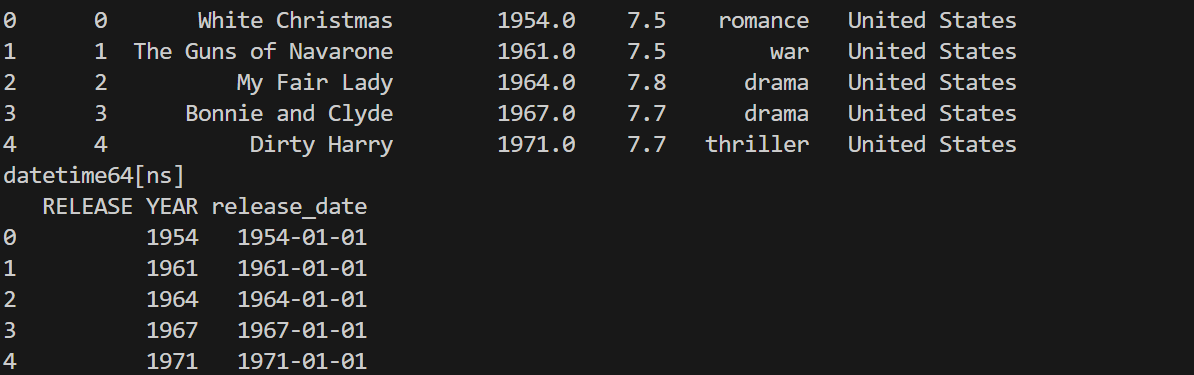 0 0 White Christmas 1954.0 7.5 romance United States
1 1 The Guns of Navarone 1961.0 7.5 war United States
2 2 My Fair Lady 1964.0 7.8 drama United States
3 3 Bonnie and Clyde 1967.0 7.7 drama United States
4 4 Dirty Harry 1971.0 7.7 thriller United States
datetime64[ns]
RELEASE YEAR release_date
0 1954 1954-01-01
1 1961 1961-01-01
2 1964 1964-01-01
3 1967 1967-01-01
4 1971 1971-01-01